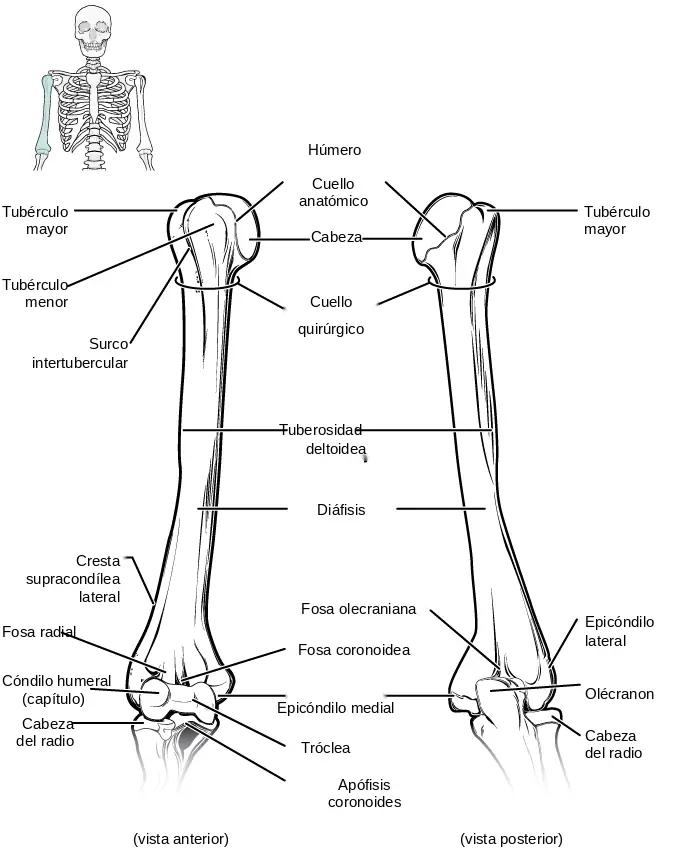 Húmero
Cuello
anatómico
Tubérculo
mayor
Cabeza
Tubérculo
mayor
Tubérculo
menor
Cuello
quirúrgico
Surco
intertubercular
Tuberosidad
deltoidea
Diáfisis
Cresta
supracondílea
lateral
Fosa olecraniana
Epicóndilo
lateral
Fosa radial
Fosa coronoidea
Cóndilo humeral
(capítulo)
Epicóndilo medial
Olécranon
Cabeza
del radio
Tróclea
Cabeza
del radio
Apófisis
coronoides
(vista anterior)
(vista posterior)